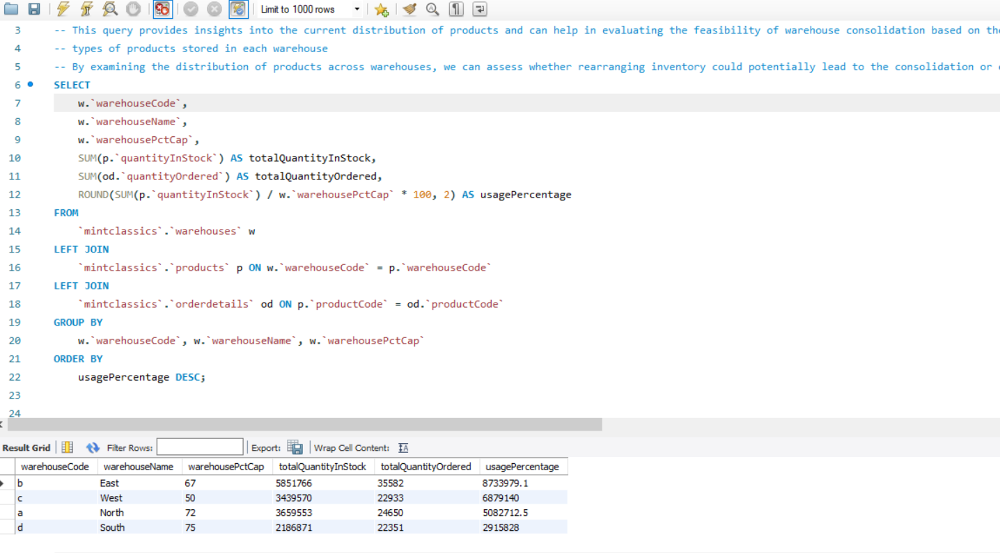 Limit to 1000 rows
3 -- This query provides insights into the current distribution of products and can help in evaluating the feasibility of warehouse consolidation based on the
4 -- types of products stored in each warehouse
5 -- By examining the distribution of products across warehouses, we can assess whether rearranging inventory could potentially lead to the consolidation or
6 SELECT
7 w.`warehouseCode`,
8 w.`warehouseName`,
9 w.`warehousePctCap`,
10 SUM(p.`quantityInStock`) AS totalQuantityInStock,
11 SUM(od.`quantityOrdered`) AS totalQuantityOrdered,
12 ROUND(SUM(p.`quantityInStock`) / w.`warehousePctCap` * 100, 2) AS usagePercentage
13 FROM
14 `mintclassics`.`warehouses` w
15 LEFT JOIN
16 `mintclassics`.`products` p ON w.`warehouseCode` = p.`warehouseCode`
17 LEFT JOIN
18 `mintclassics`.`orderdetails` od ON p.`productCode` = od.`productCode`
19 GROUP BY
20 w.`warehouseCode`, w.`warehouseName`, w.`warehousePctCap`
21 ORDER BY
22 usagePercentage DESC;
23
24
Result Grid Filter Rows: Export: Wrap Cell Content:
warehouseCode warehouseName warehousePctCap totalQuantityInStock totalQuantityOrdered usagePercentage
b East 67 5851766 35582 8733979.1
c West 50 3439570 22933 6879140
a North 72 3659553 24650 5082712.5
d South 75 2186871 22351 2915828